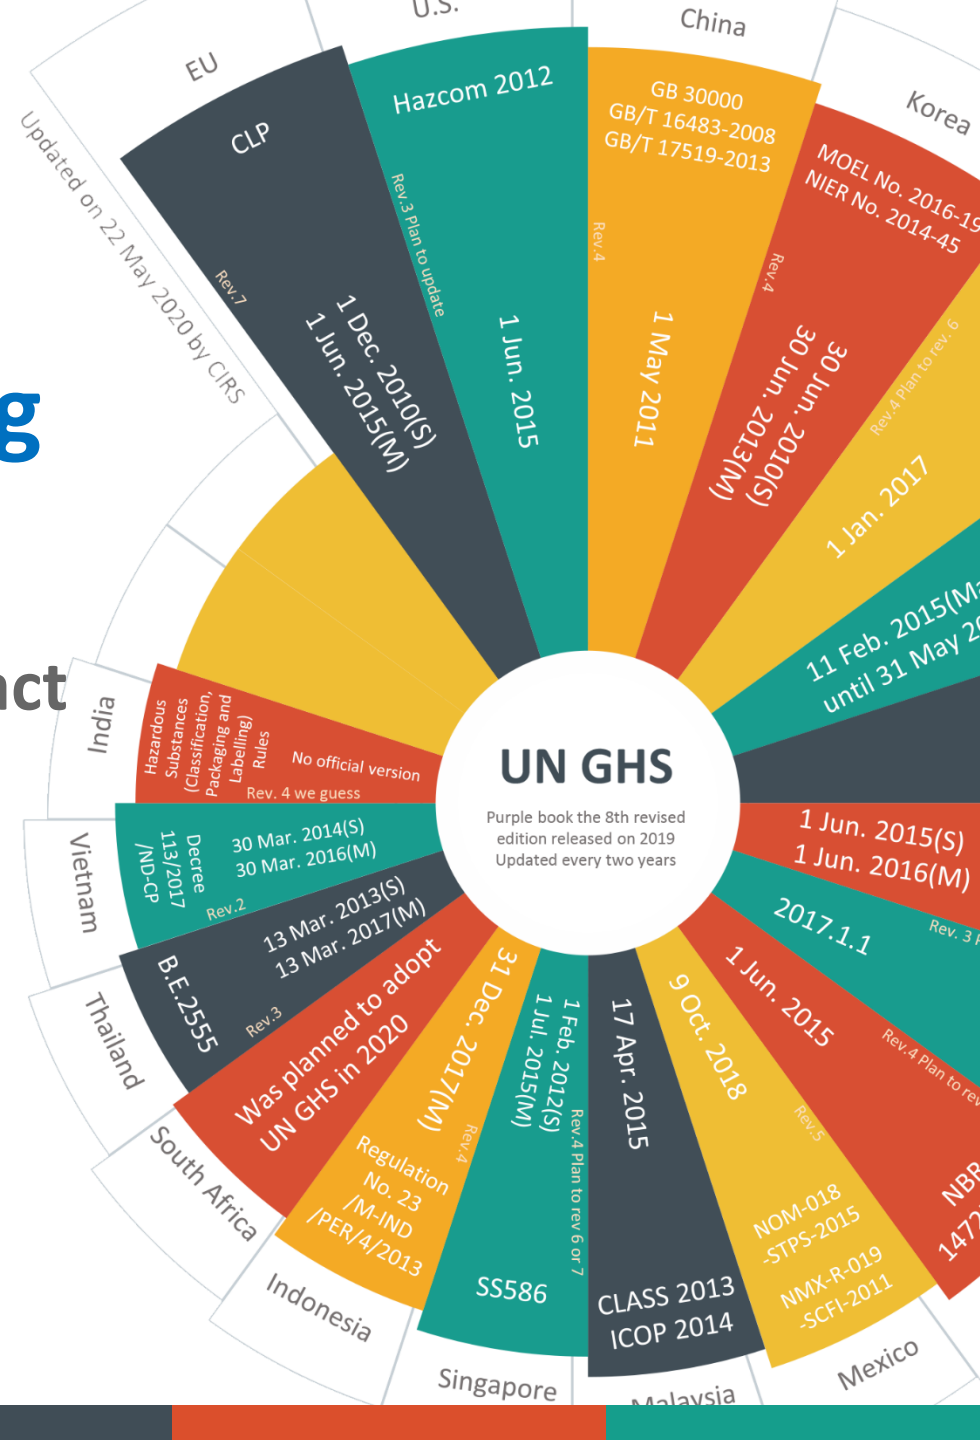 U.S.
China
EU
Korea
Updated on 22 May 2020 by CIRS
CLP
Rev.7
1 Dec. 2010(S)
1 Jun. 2015(M)
Hazcom 2012
Rev.3 Plan to update
1 Jun. 2015
GB 30000
GB/T 16483-2008
GB/T 17519-2013
Rev.4
1 May 2011
MOEL No. 2016-19
NIER No. 2014-45
Rev.4
30 Jun. 2010(S)
30 Jun. 2013(M)
Rev.4 Plan to rev. 6
1 Jan. 2017
11 Feb. 2015(Ma
until 31 May 20
g
act
UN GHS
Purple book the 8th revised
edition released on 2019
Updated every two years
1 Jun. 2015(S)
1 Jun. 2016(M)
Rev. 3 P
2017.1.1
Rev.4 Plan to rev
1 Jun. 2015
NBR
1472
9 Oct. 2018
Rev.5
NOM-018
-STPS-2015
NMX-R-019
-SCFI-2011
Mexico
17 Apr. 2015
CLASS 2013
ICOP 2014
Malaysia
1 Feb. 2012(S)
1 Jul. 2015(M)
Rev.4 Plan to rev 6 or 7
SS586
Singapore
31 Dec. 2017(M)
Rev.4
Regulation
No. 23
/M-IND
/PER/4/2013
Indonesia
Was planned to adopt
UN GHS in 2020
South Africa
13 Mar. 2013(S)
13 Mar. 2017(M)
Rev.3
B.E.2555
Thailand
30 Mar. 2014(S)
30 Mar. 2016(M)
Rev.2
Decree
113/2017
/ND-CP
Vietnam
Hazardous
Substances
(Classification,
Packaging and
Labelling)
Rules
No official version
Rev. 4 we guess
India